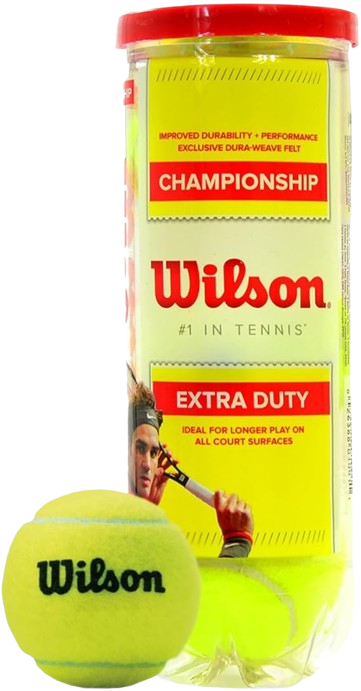 IMPROVED DURABILITY + PERFORMANCE
EXCLUSIVE DURA-WEAVE FELT
CHAMPIONSHIP
Wilson®
#1 IN TENNIS*
EXTRA DUTY
IDEAL FOR LONGER PLAY ON
ALL COURT SURFACES
Wilson